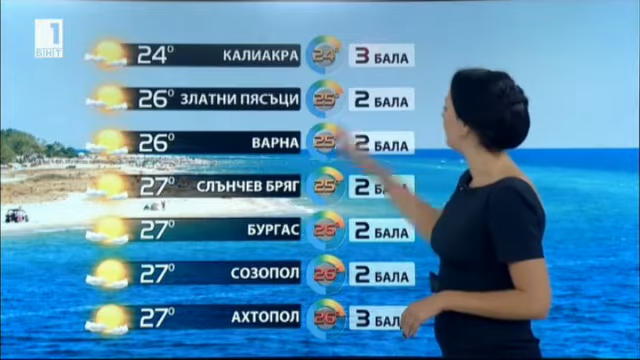 1
БНТ
24° КАЛИАКРА 24° 3 БАЛА
26° ЗЛАТНИ ПЯСЪЦИ 25° 2 БАЛА
26° ВАРНА 25° 2 БАЛА
27° СЛЪНЧЕВ БРЯГ 25° 2 БАЛА
27° БУРГАС 26° 2 БАЛА
27° СОЗОПОЛ 26° 2 БАЛА
27° АХТОПОЛ 26° 3 БАЛА